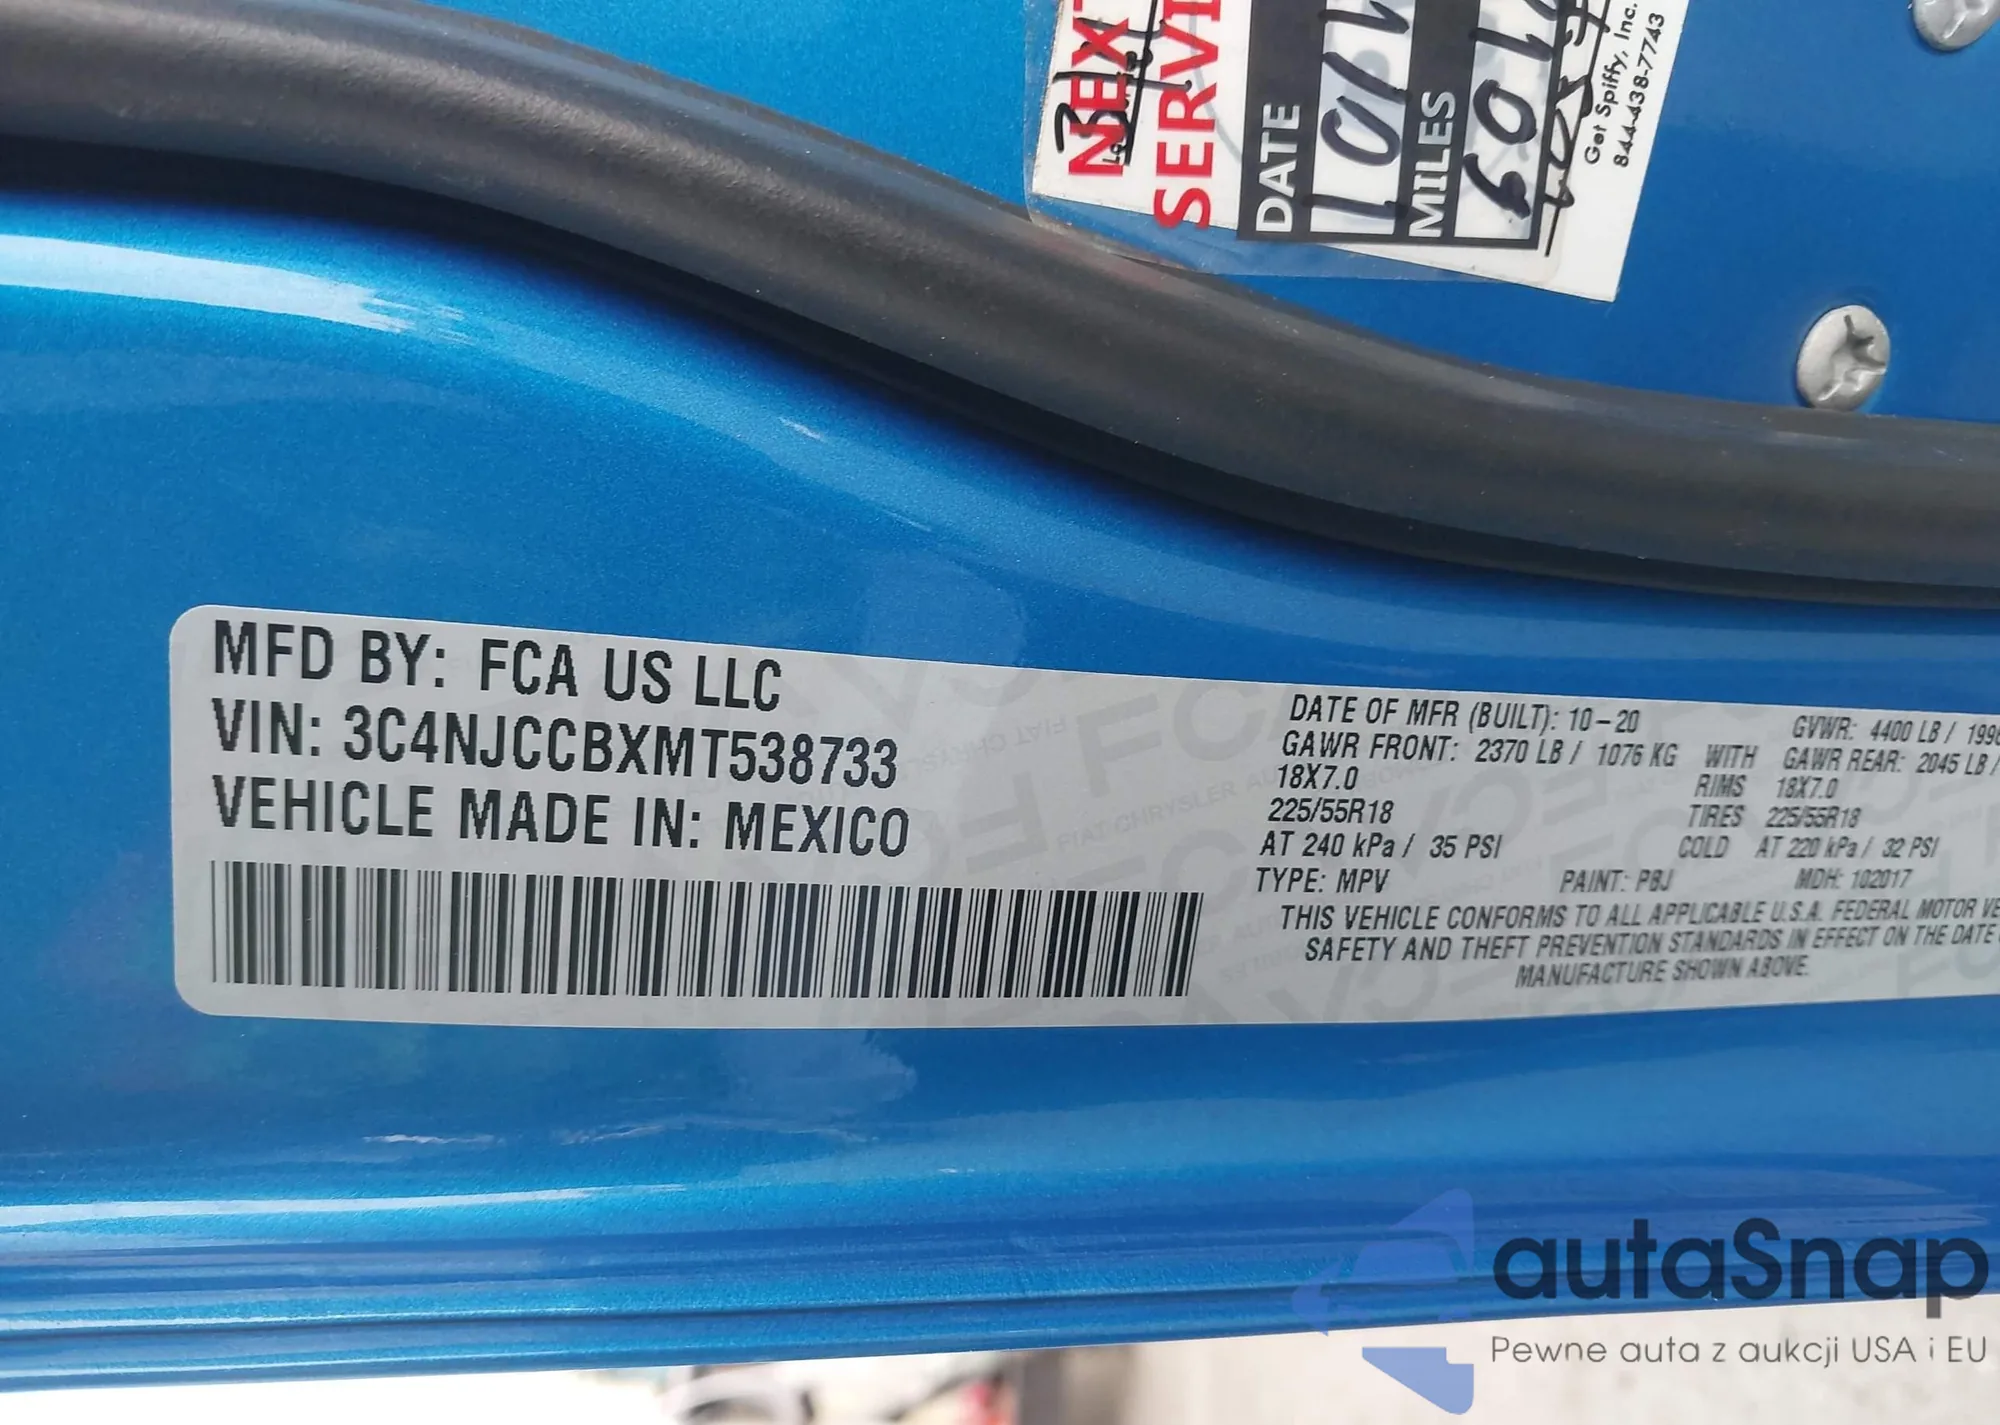 NEXT
SERVI
DATE
MILES
Get Spiffy, Inc.
844-438-7743
MFD BY: FCA US LLC
VIN: 3C4NJCCBXMT538733
VEHICLE MADE IN: MEXICO
DATE OF MFR (BUILT): 10-20 GVWR: 4400 LB /
GAWR FRONT: 2370 LB / 1076 KG WITH GAWR REAR: 2045 LB /
18X7.0 RIMS 18X7.0
225/55R18 TIRES 225/55R18
AT 240 kPa / 35 PSI COLD AT 220 kPa / 32 PSI
TYPE: MPV PAINT: PBJ MDH: 102017
THIS VEHICLE CONFORMS TO ALL APPLICABLE U.S.A. FEDERAL MOTOR VE
SAFETY AND THEFT PREVENTION STANDARDS IN EFFECT ON THE DATE
MANUFACTURE SHOWN ABOVE.
autaSnap
Pewne auta z aukcji USA i EU